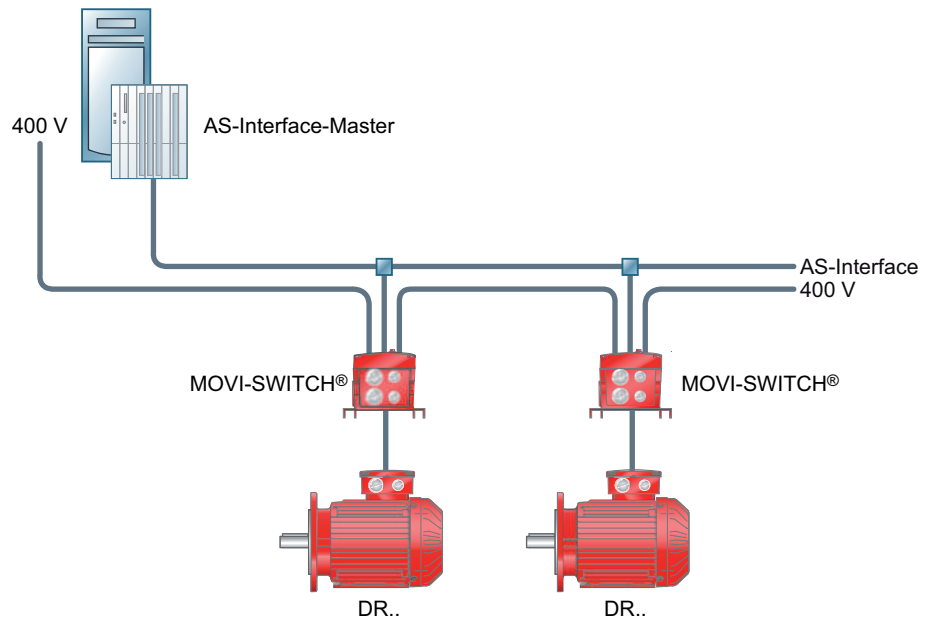 400 V
AS-Interface-Master
AS-Interface
400 V
MOVI-SWITCH®
MOVI-SWITCH®
DR..
DR..